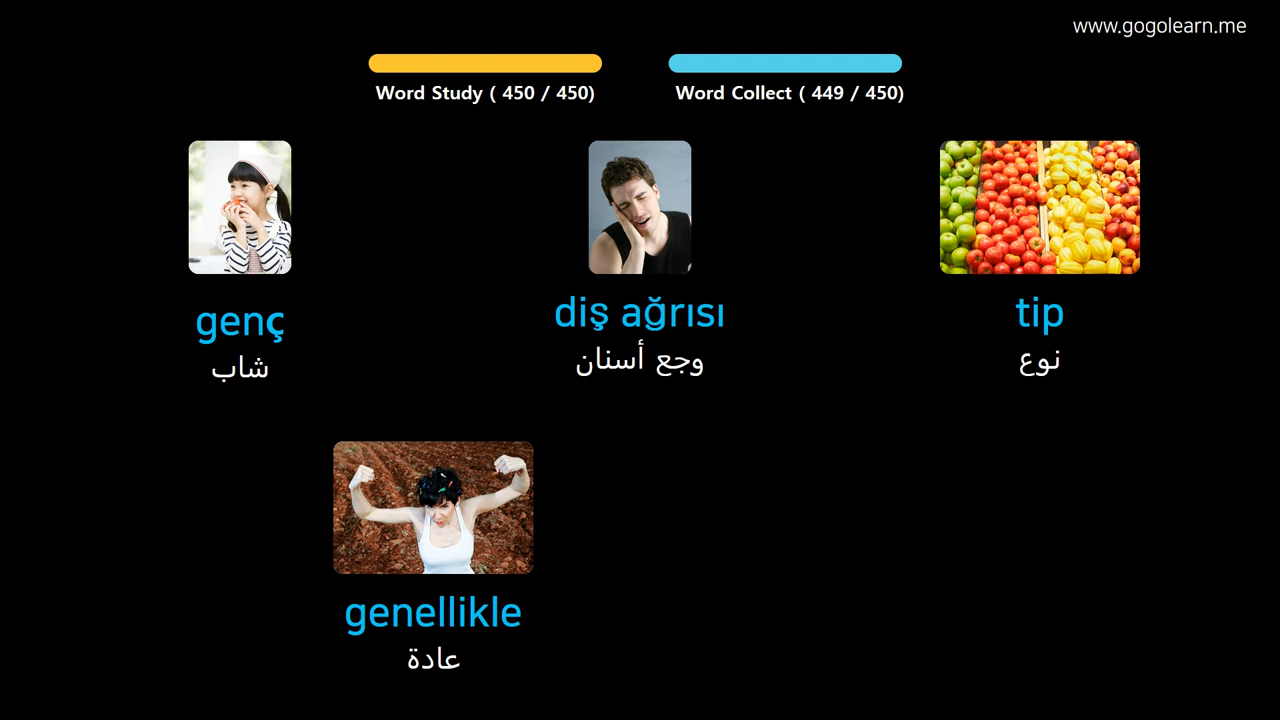 www.gogolearn.me
Word Study ( 450 / 450)
Word Collect ( 449 / 450)
genç
شاب
diş ağrısı
وجع أسنان
tip
نوع
genellikle
عادة